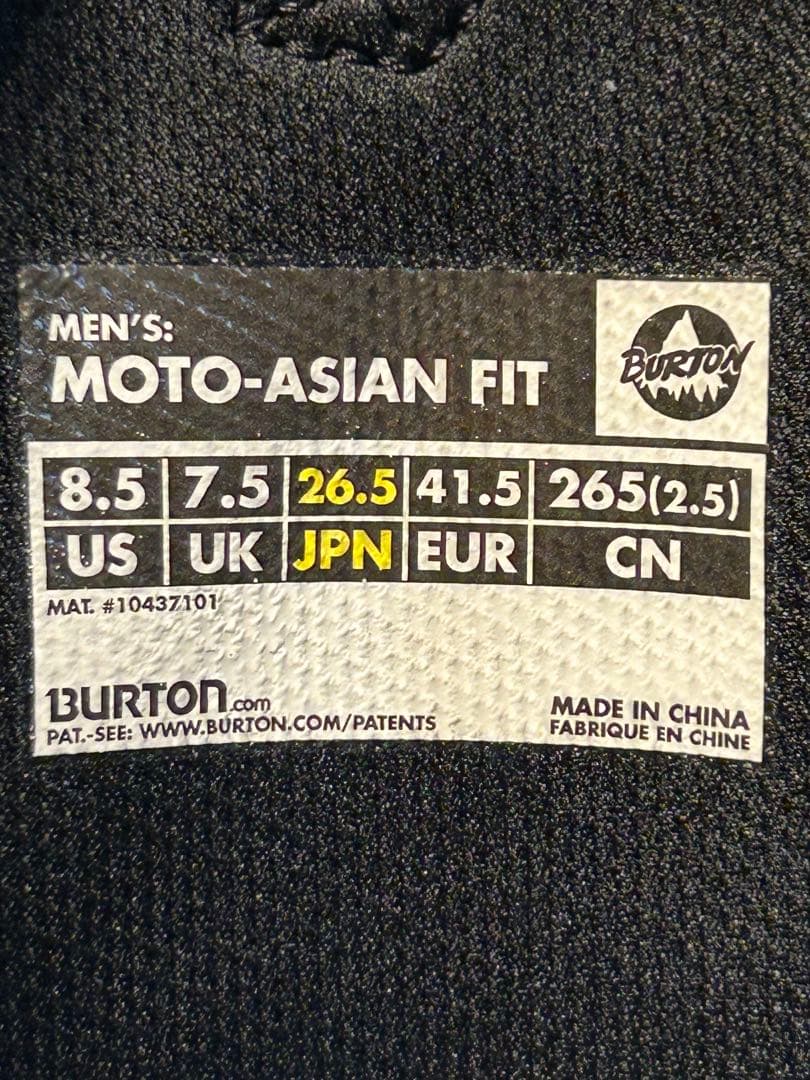 MEN'S:
MOTO-ASIAN FIT
BURTON
8.5 7.5 26.5 41.5 265(2.5)
US UK JPN EUR CN
MAT. #10437101
BURTON.com
PAT.-SEE: WWW.BURTON.COM/PATENTS
MADE IN CHINA
FABRIQUE EN CHINE